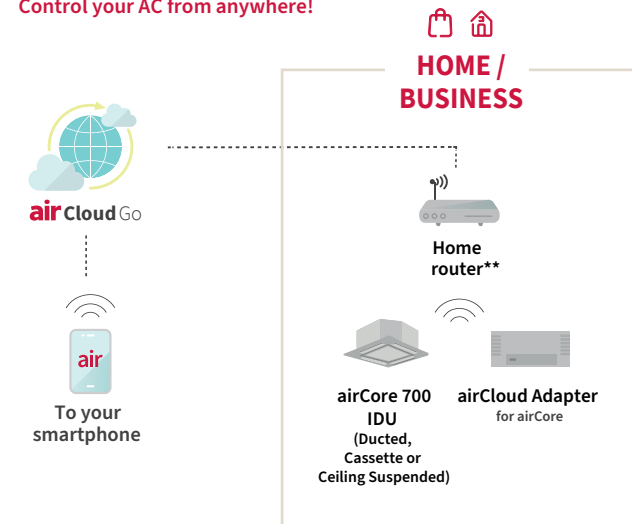 Control your AC from anywhere!
HOME /
BUSINESS
air Cloud Go
Home
router**
air
To your
smartphone
airCore 700
IDU
(Ducted,
Cassette or
Ceiling Suspended)
airCloud Adapter
for airCore